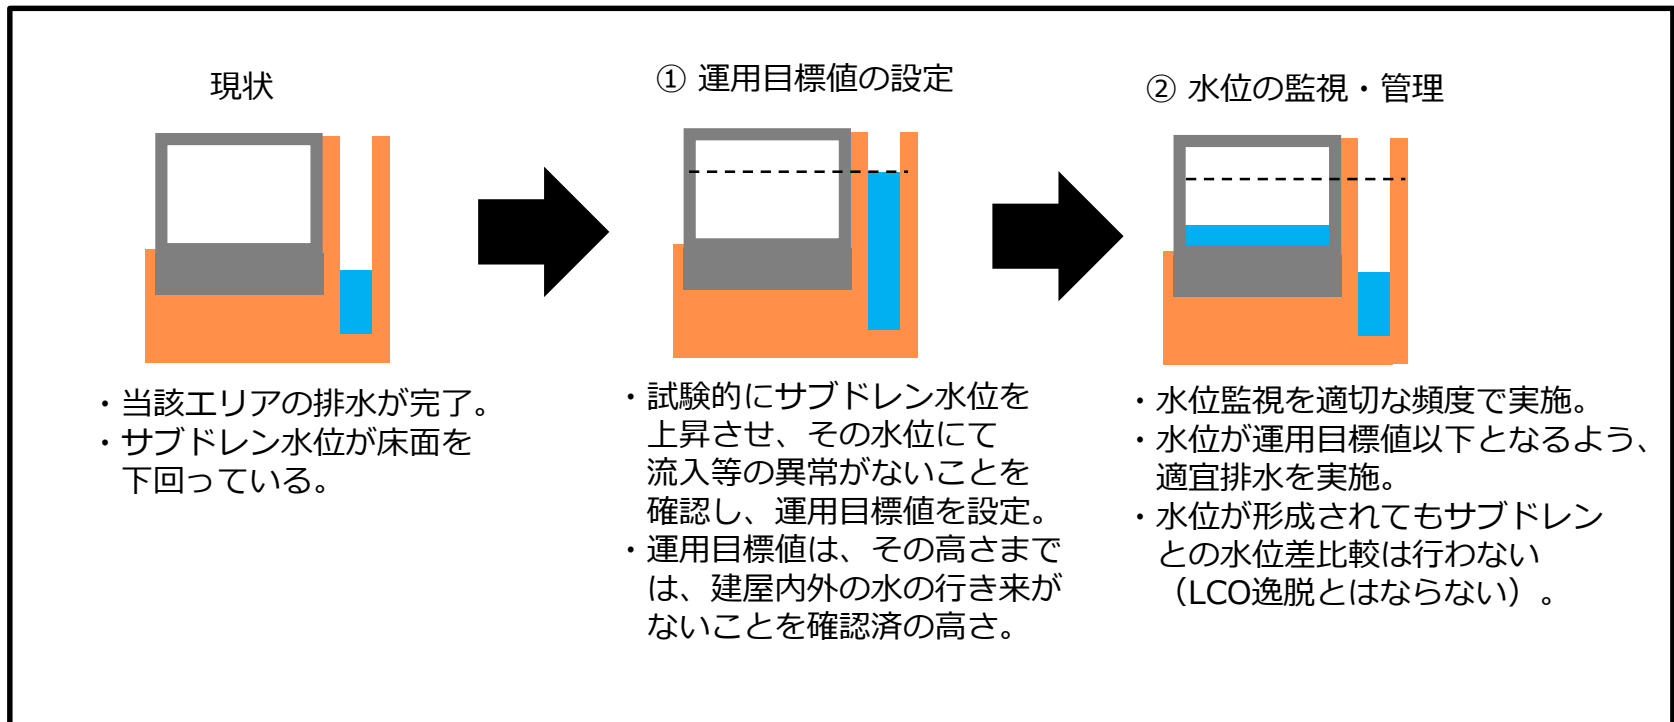 現状
・当該エリアの排水が完了。
・サブドレン水位が床面を
下回っている。
① 運用目標値の設定
・試験的にサブドレン水位を
上昇させ、その水位にて
流入等の異常がないことを
確認し、運用目標値を設定。
・運用目標値は、その高さまで
は、建屋内外の水の行き来が
ないことを確認済の高さ。
② 水位の監視・管理
・水位監視を適切な頻度で実施。
・水位が運用目標値以下となるよう、
適宜排水を実施。
・水位が形成されてもサブドレン
との水位差比較は行わない
（LCO逸脱とはならない）。